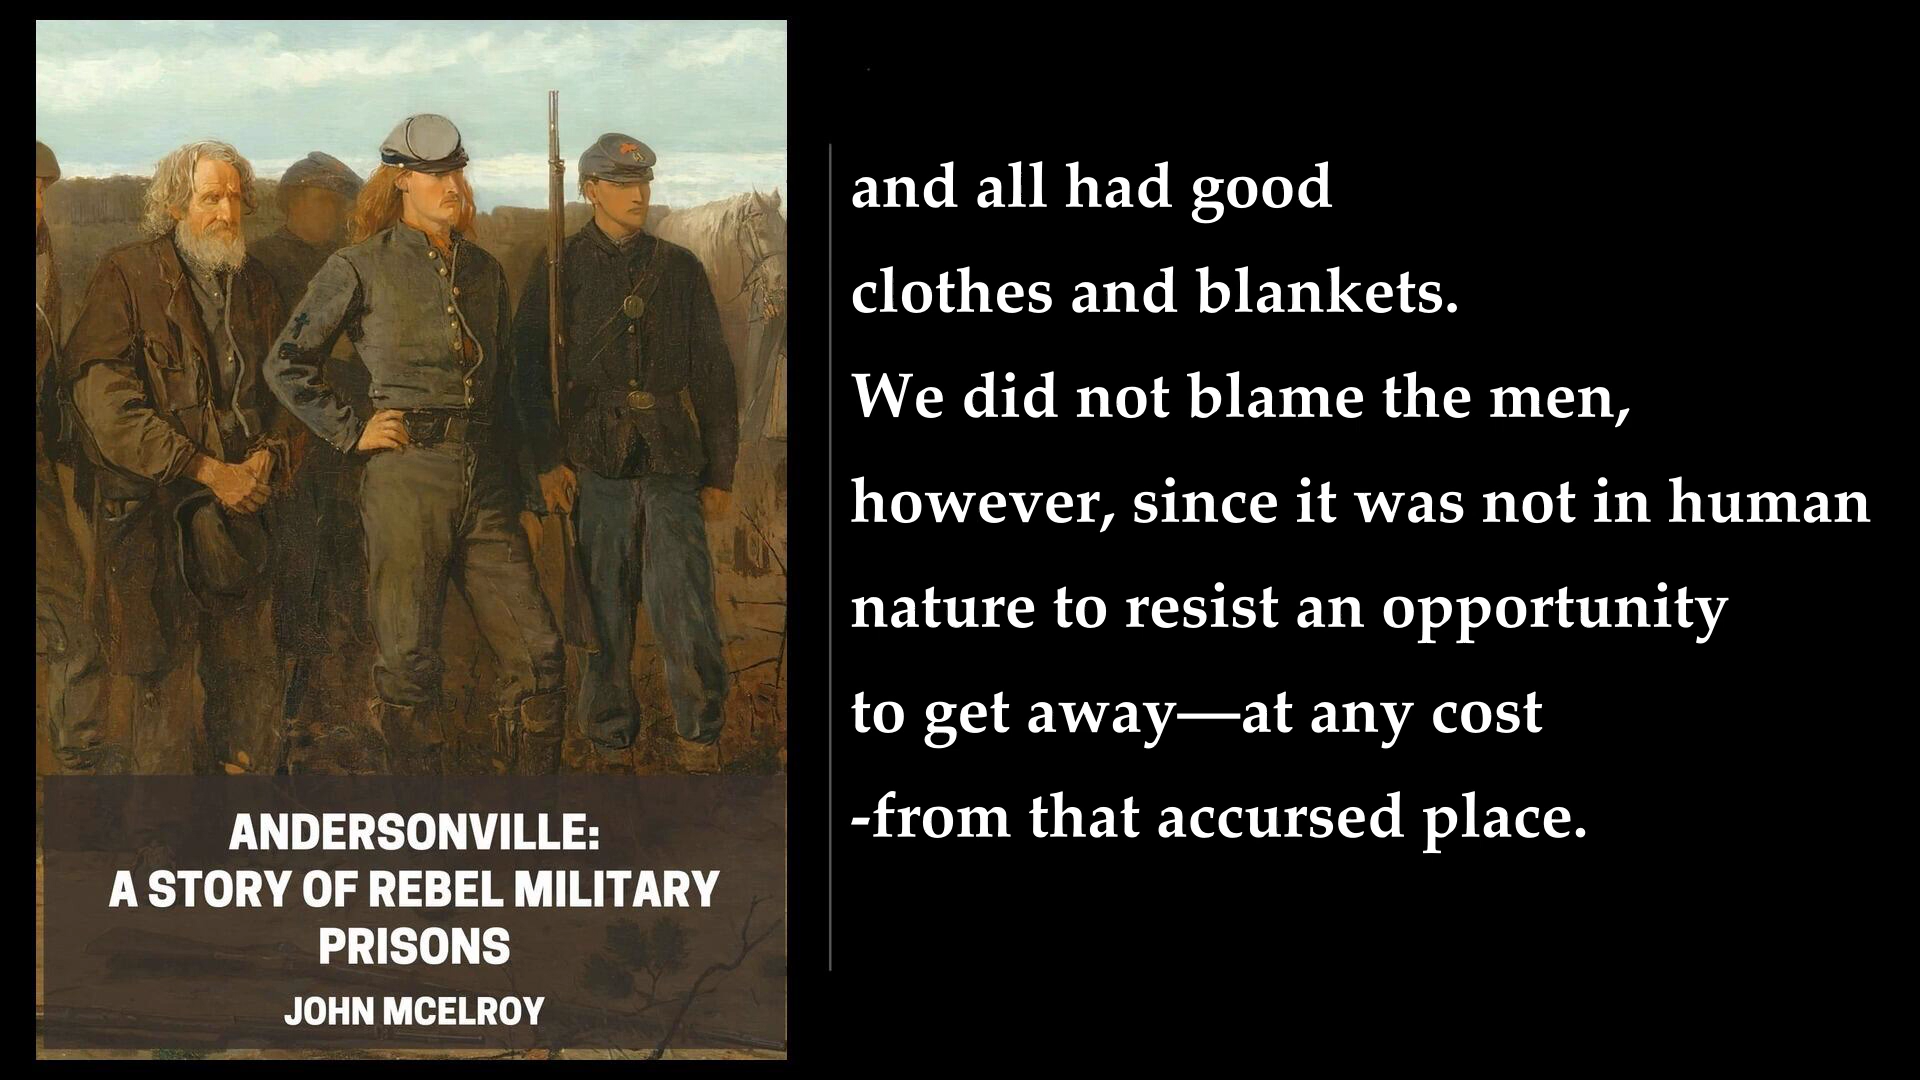 ANDERSONVILLE:
A STORY OF REBEL MILITARY
PRISONS
JOHN MCELROY
and all had good
clothes and blankets.
We did not blame the men,
however, since it was not in human
nature to resist an opportunity
to get away—at any cost
-from that accursed place.